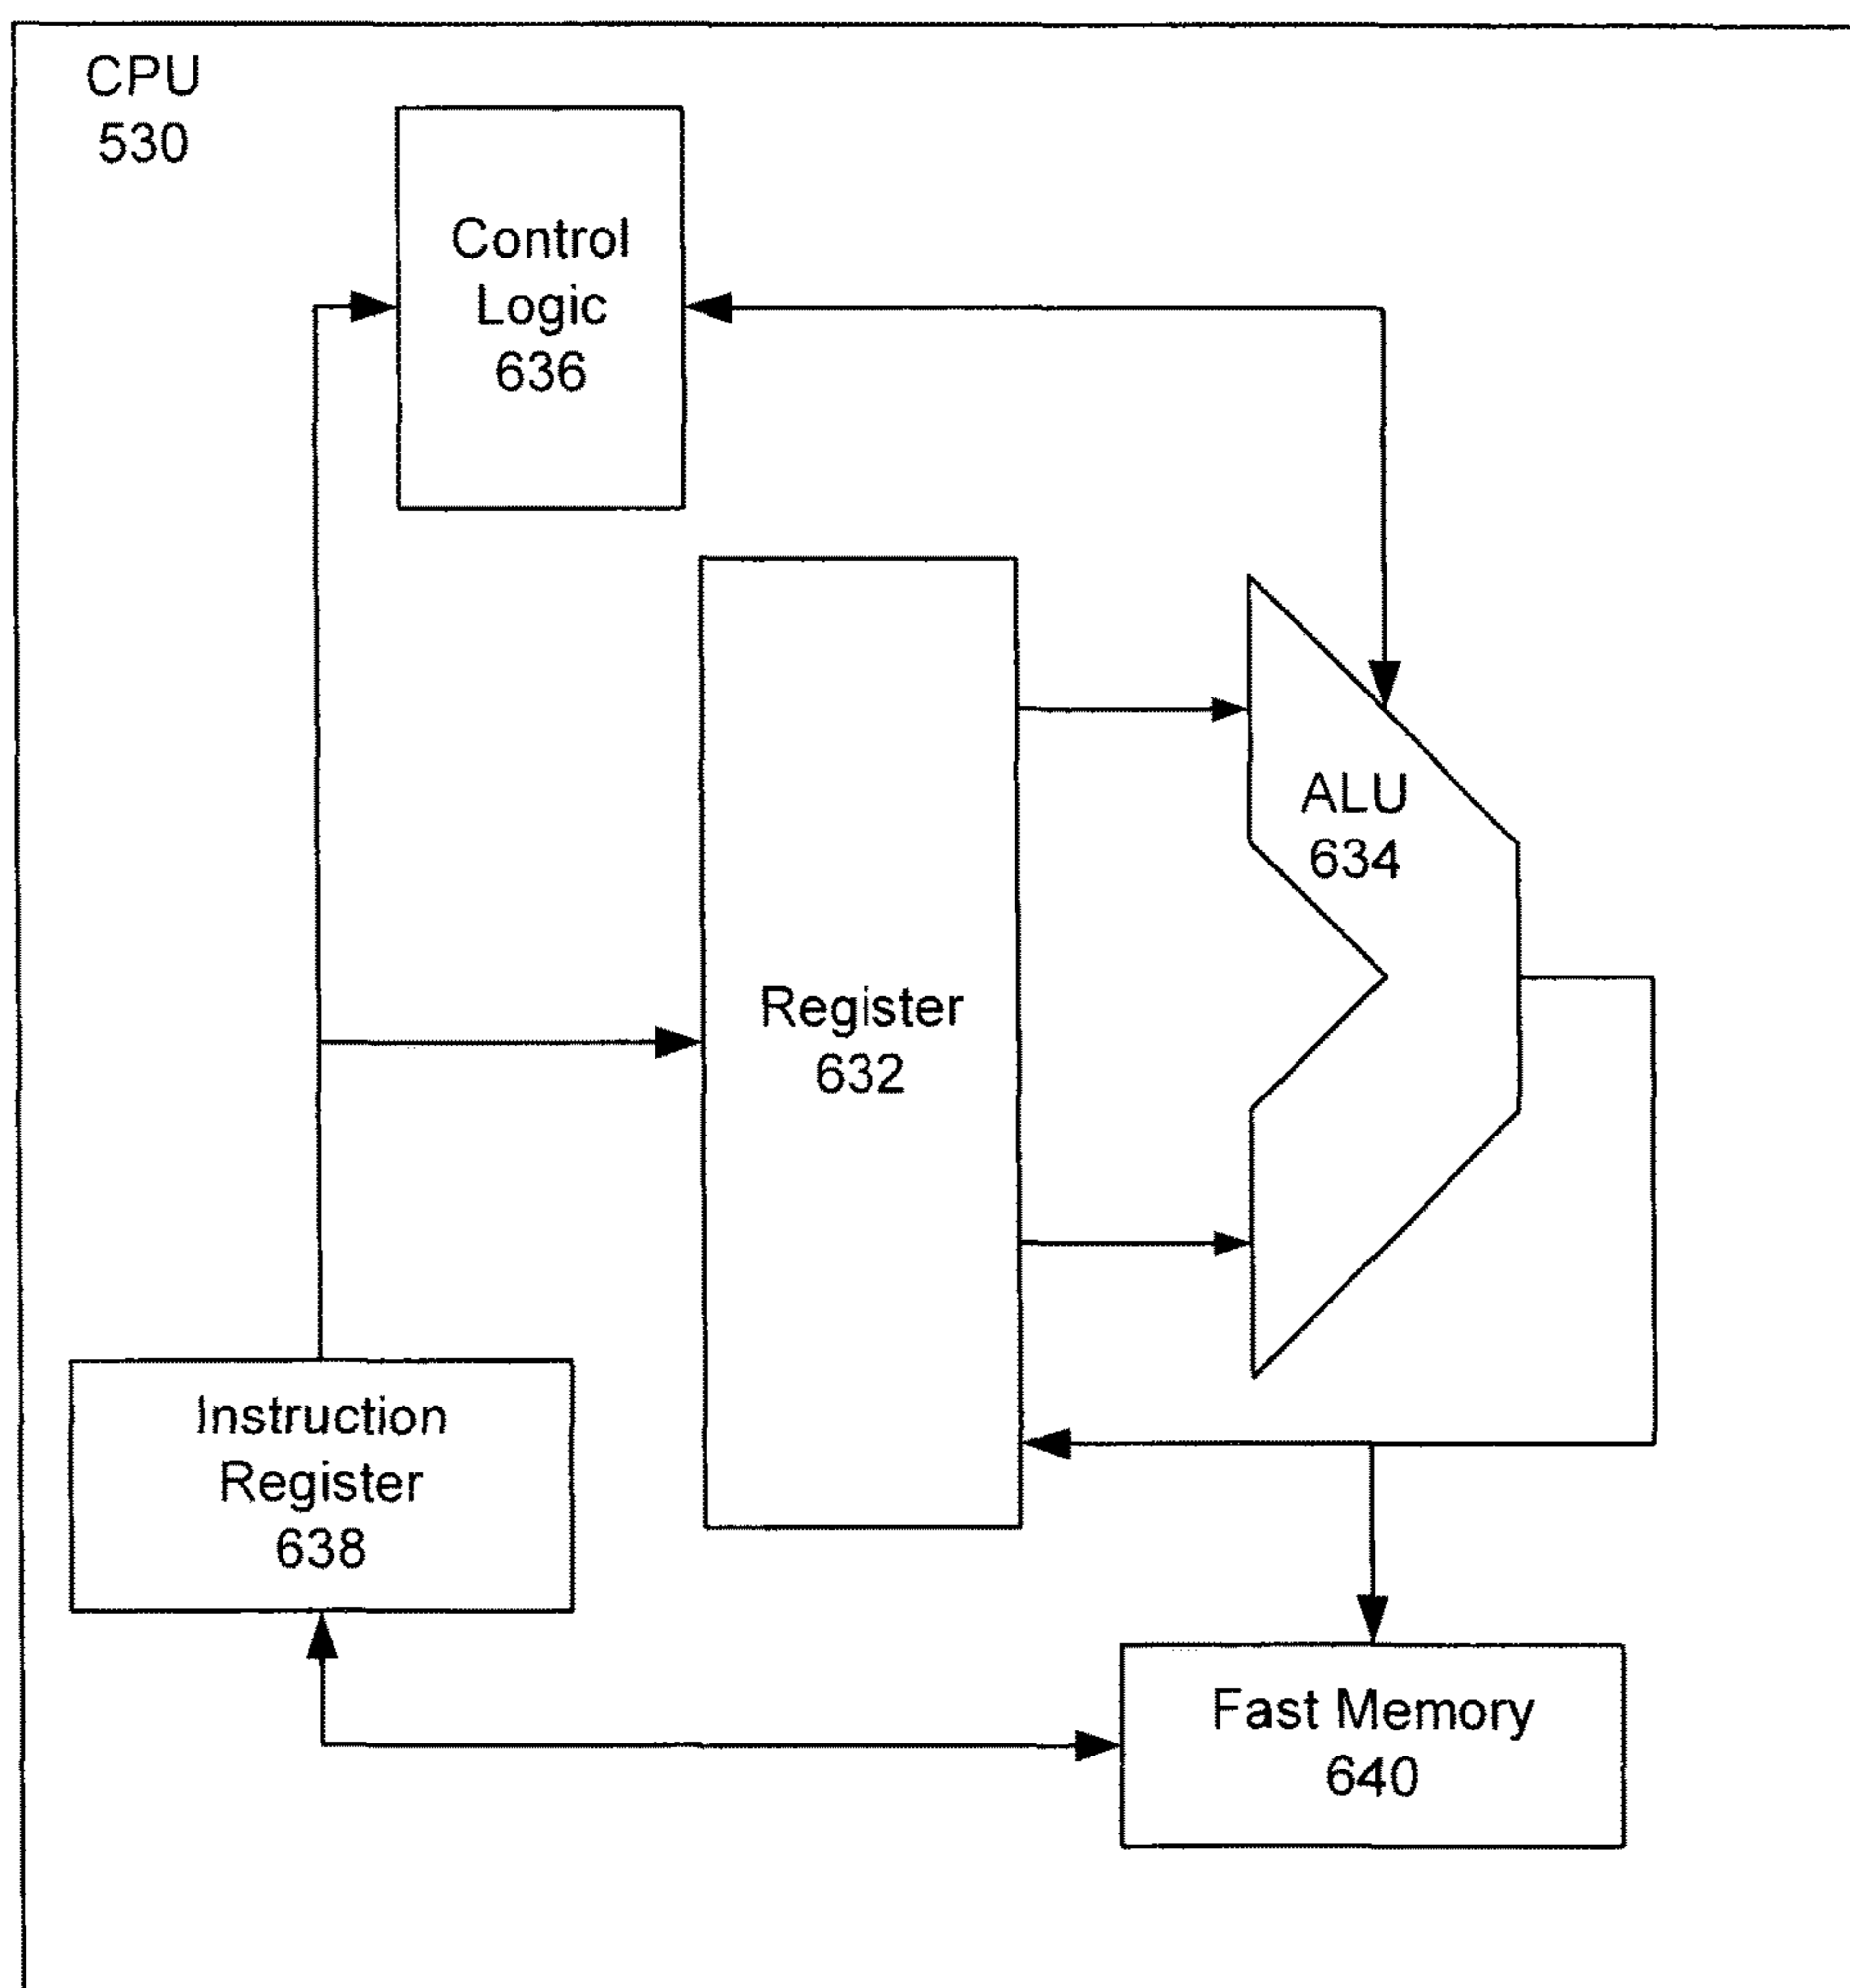 CPU
530
Control
Logic
636
ALU
634
Register
632
Instruction
Register
638
Fast Memory
640